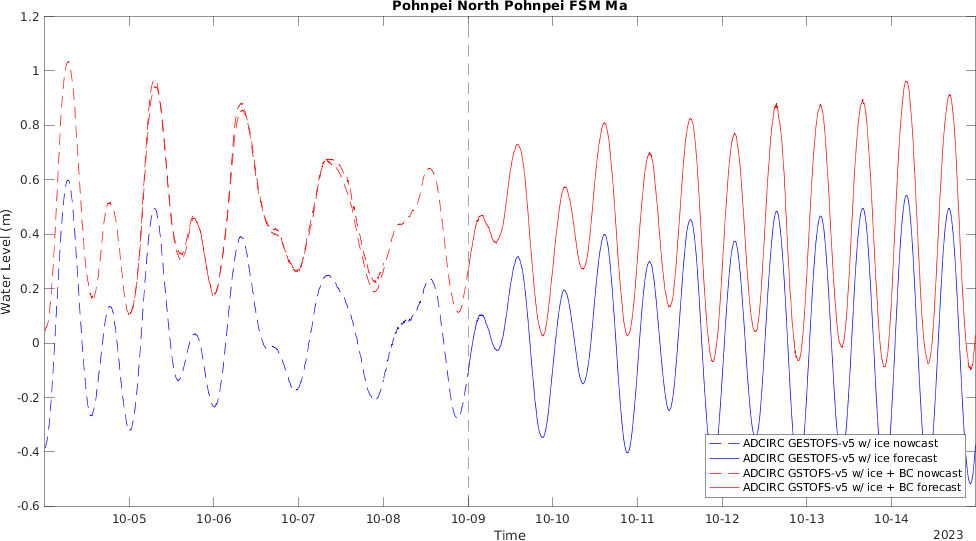 Pohnpei North Pohnpei FSM Ma
1.2
1
0.8
0.6
0.4
0.2
0
-0.2
-0.4
-0.6
Water Level (m)
ADCIRC GESTOFS-v5 w/ ice nowcast
ADCIRC GESTOFS-v5 w/ ice forecast
ADCIRC GSTOFS-v5 w/ ice + BC nowcast
ADCIRC GSTOFS-v5 w/ ice + BC forecast
10-05 10-06 10-07 10-08 10-09 10-10 10-11 10-12 10-13 10-14
Time
2023